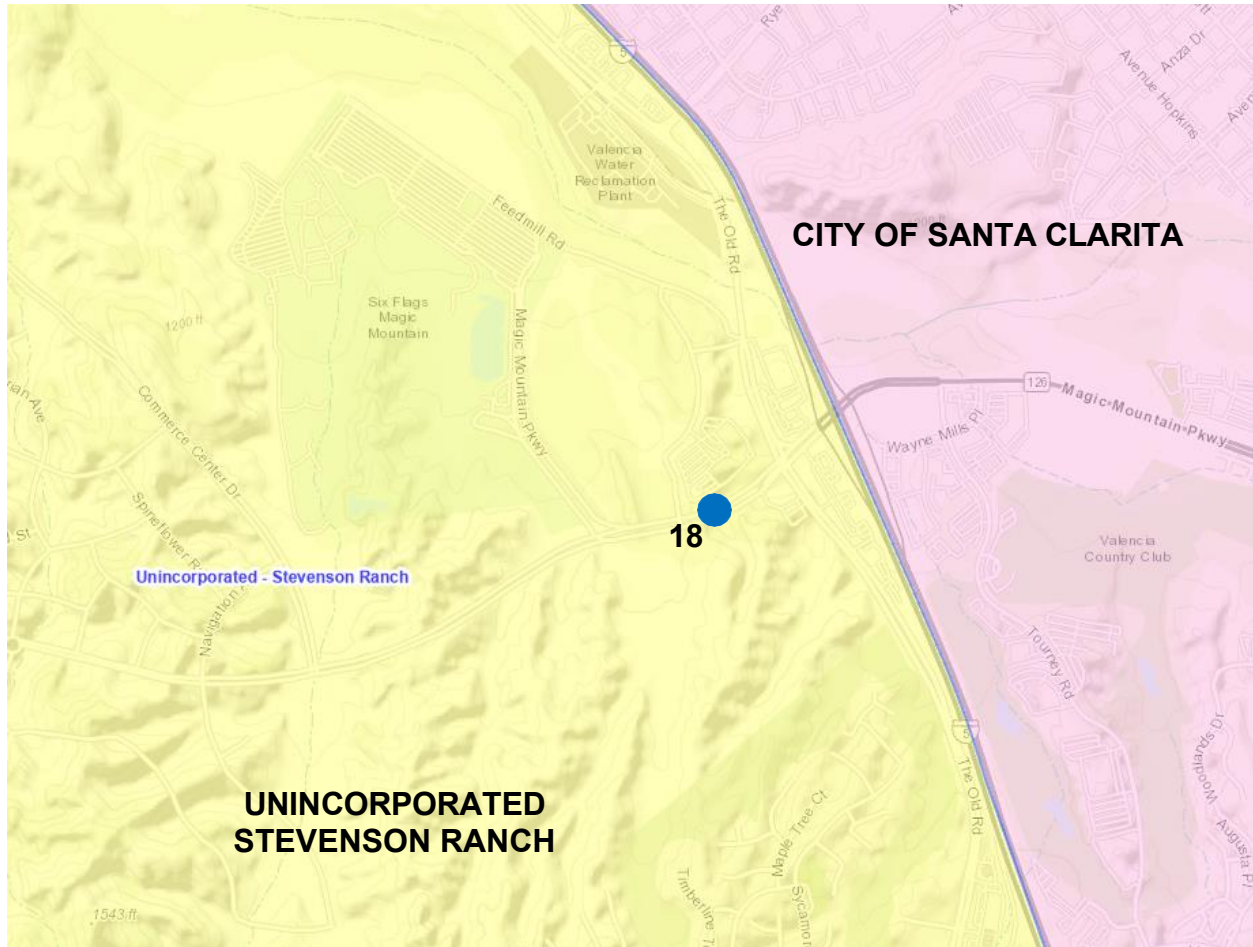 5
Rye
Anza Dr
Avenue Hopkins
Valencia
Water
Reclamation
Plant
Feedmill Rd
The Old Rd
CITY OF SANTA CLARITA
Six Flags
Magic
Mountain
1200 ft
Magic Mountain Pkwy
126
Magic Mountain Pkwy
Commerce Center Dr
Wayne Mills Pl
18
Spineflower
St
Valencia
Country Club
Unincorporated - Stevenson Ranch
Navigation
Tourney Rd
5
The Old Rd
Woodlands Dr
UNINCORPORATED
STEVENSON RANCH
Maple Tree Ct
Timberline T
Sycamor
Augusta Pl
1543 ft